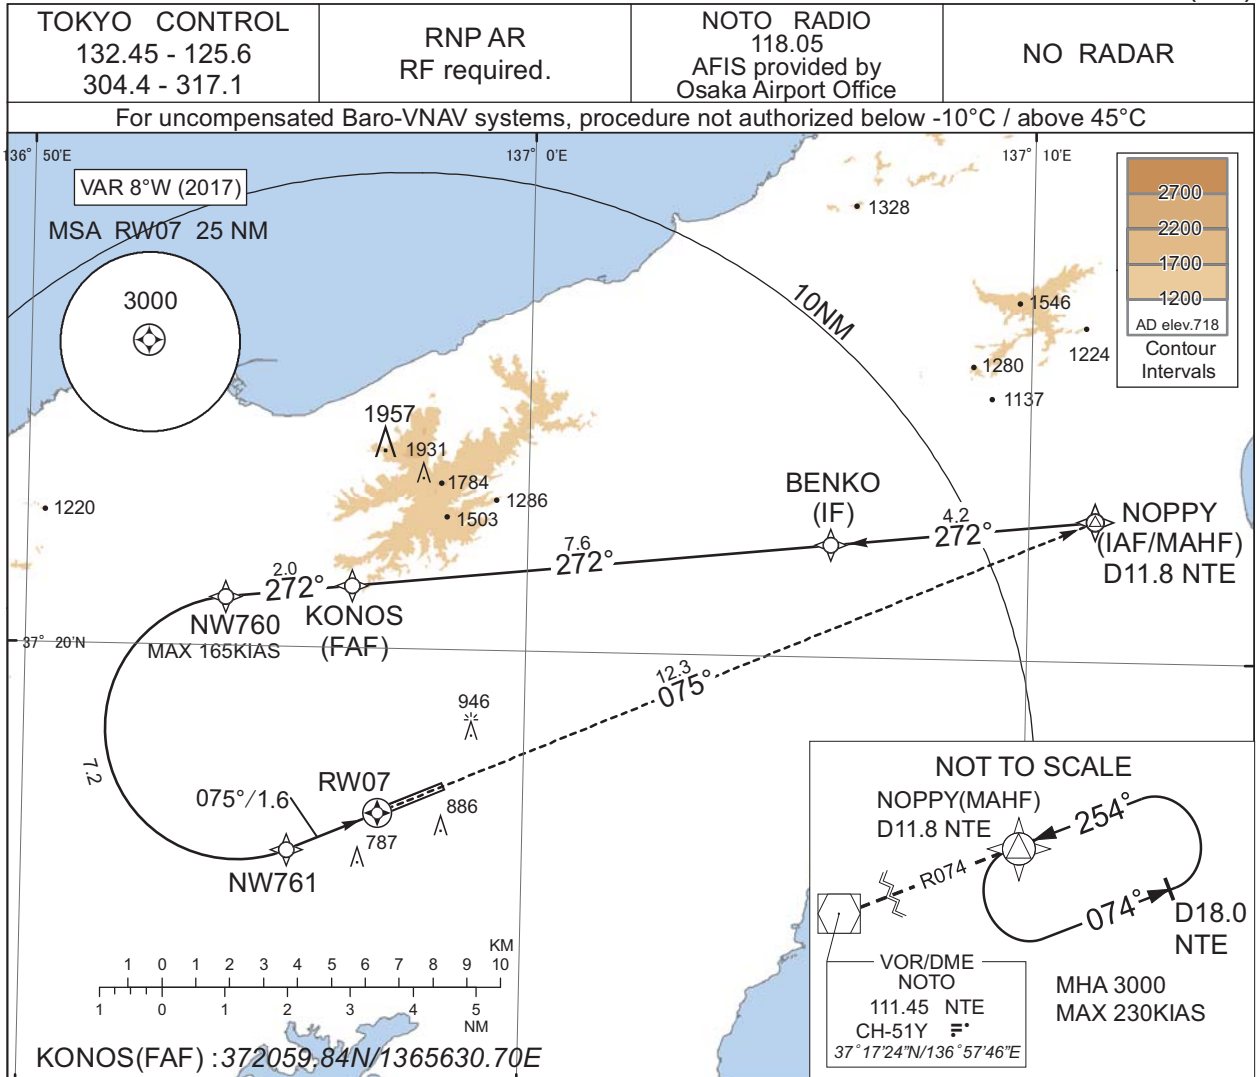 TOKYO CONTROL
132.45 - 125.6
304.4 - 317.1
RNP AR
RF required.
NOTO RADIO
118.05
AFIS provided by
Osaka Airport Office
NO RADAR
For uncompensated Baro-VNAV systems, procedure not authorized below -10°C / above 45°C
136° 50'E
137° 0'E
137° 10'E
VAR 8°W (2017)
MSA RW07 25 NM
3000
10NM
1328
1546
1224
1280
1137
2700
2200
1700
1200
AD elev.718
Contour
Intervals
1957
1931
1784
1286
1503
1220
BENKO
(IF)
4.2
272°
NOPPY
(IAF/MAHF)
D11.8 NTE
7.6
272°
2.0
272°
KONOS
(FAF)
NW760
MAX 165KIAS
37° 20'N
12.3
075°
946
7.2
075°/1.6
RW07
886
787
NW761
NOT TO SCALE
NOPPY(MAHF)
D11.8 NTE
254°
R074
074°
D18.0
NTE
VOR/DME
NOTO
111.45 NTE
CH-51Y
37°17'24"N/136°57'46"E
MHA 3000
MAX 230KIAS
KM
1 0 1 2 3 4 5 6 7 8 9 10
1 0 1 2 3 4 5
NM
KONOS(FAF) :372059.84N/1365630.70E